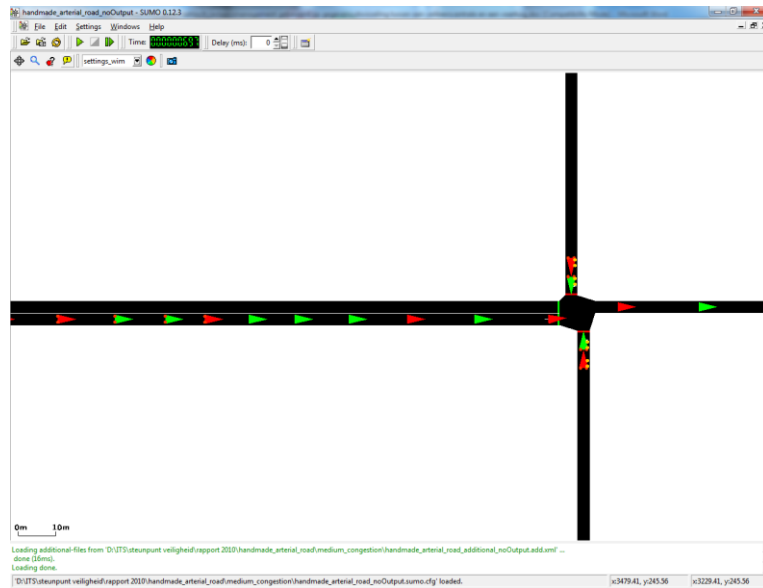 handmade_arterial_road_noOutput - SUMO 0.12.3
File Edit Settings Windows Help
Time: Delay (ms): 0
settings_wim
0m 10m
Loading additional-files from 'D:\ITS\steunpunt veiligheid\rapport 2010\handmade_arterial_road\medium_congestion\handmade_arterial_road_additional_noOutput.add.xml' ...
done (16ms).
Loading done.
'D:\ITS\steunpunt veiligheid\rapport 2010\handmade_arterial_road\medium_congestion\handmade_arterial_road_noOutput.sumo.cfg' loaded. x:3479.41, y:245.56 x:3229.41, y:245.56